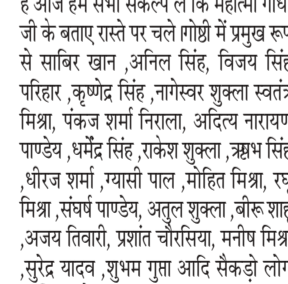 है आज हम सभी संकल्प ले कि महात्मा गांधी
जी के बताए रास्ते पर चले।गोष्ठी में प्रमुख रूप
से साबिर खान ,अनिल सिंह, विजय सिंह
परिहार ,कृष्णेद्र सिंह ,नागेस्वर शुक्ला स्वतंत्र
मिश्रा, पंकज शर्मा निराला, अदित्य नारायण
पाण्डेय ,धर्मेंद्र सिंह ,राकेश शुक्ला ,ऋषभ सिंह
,धीरज शर्मा ,ग्यासी पाल ,मोहित मिश्रा,
मिश्रा ,संघर्ष पाण्डेय, अतुल शुक्ला ,बीरू शाह
,अजय तिवारी, प्रशांत चौरसिया, मनीष मिश्रा
,सुरेद्र यादव ,शुभम गुप्ता आदि सैकड़ो लोग